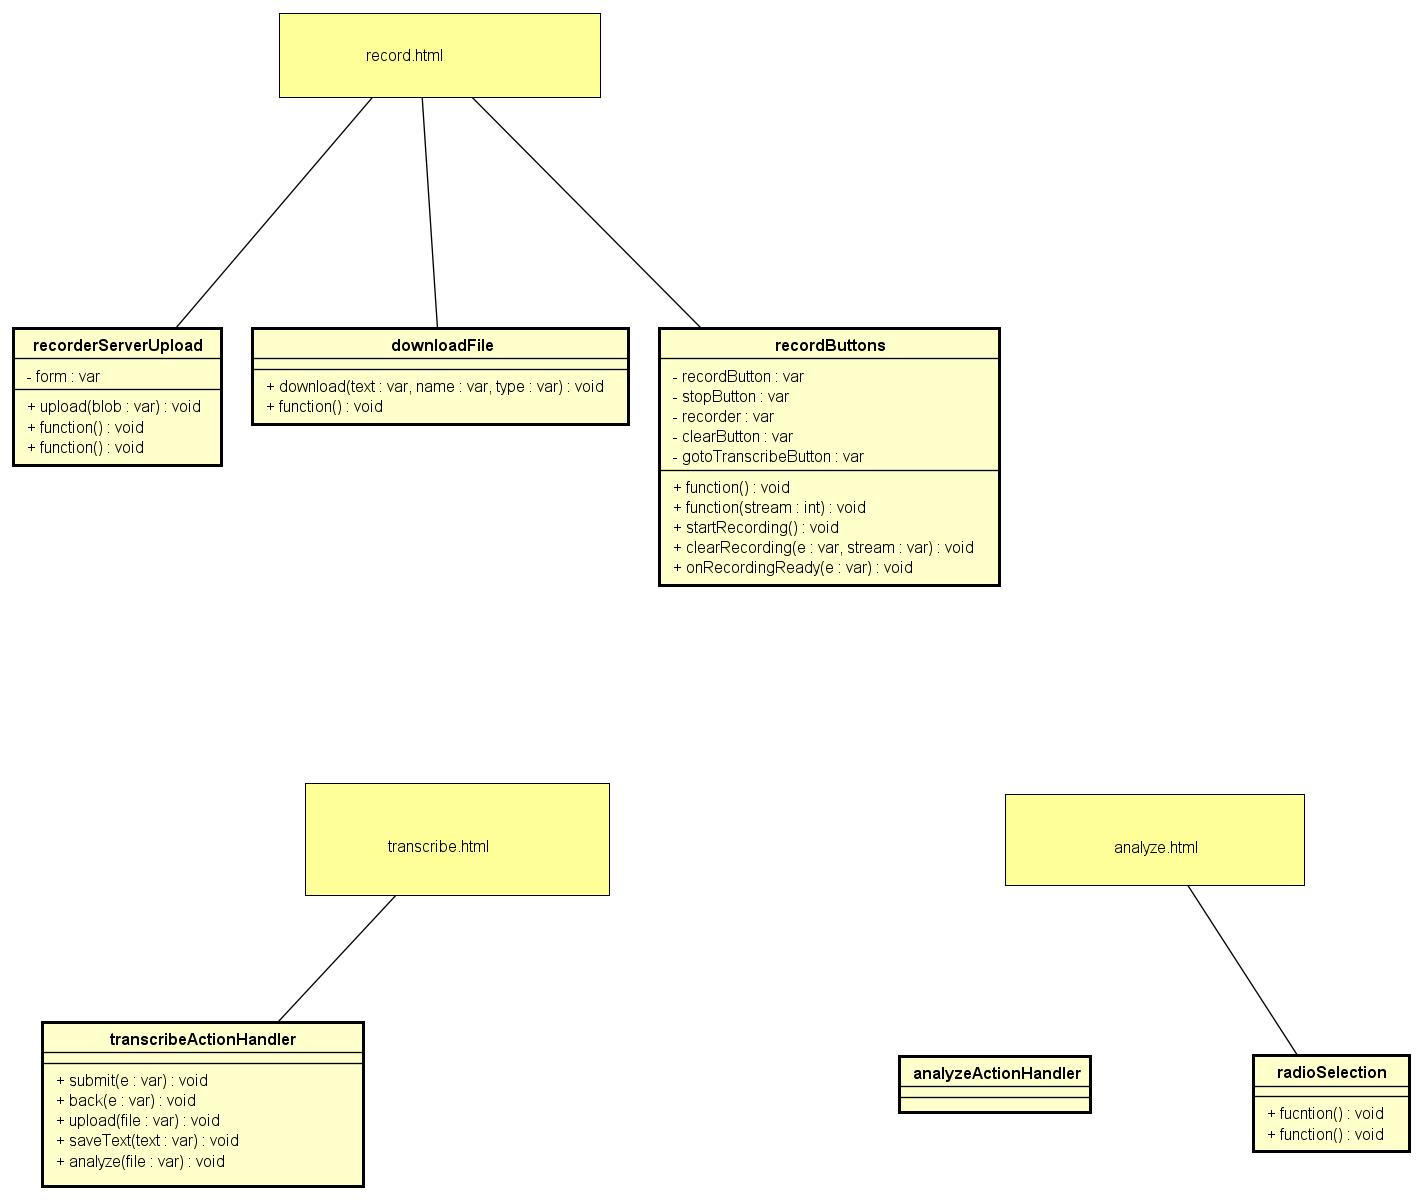 record.html
recorderServerUpload
- form : var
+ upload(blob : var) : void
+ function() : void
+ function() : void
downloadFile
+ download(text : var, name : var, type : var) : void
+ function() : void
recordButtons
- recordButton : var
- stopButton : var
- recorder : var
- clearButton : var
- gotoTranscribeButton : var
+ function() : void
+ function(stream : int) : void
+ startRecording() : void
+ clearRecording(e : var, stream : var) : void
+ onRecordingReady(e : var) : void
transcribe.html
analyze.html
transcribeActionHandler
+ submit(e : var) : void
+ back(e : var) : void
+ upload(file : var) : void
+ saveText(text : var) : void
+ analyze(file : var) : void
analyzeActionHandler
radioSelection
+ fucntion() : void
+ function() : void